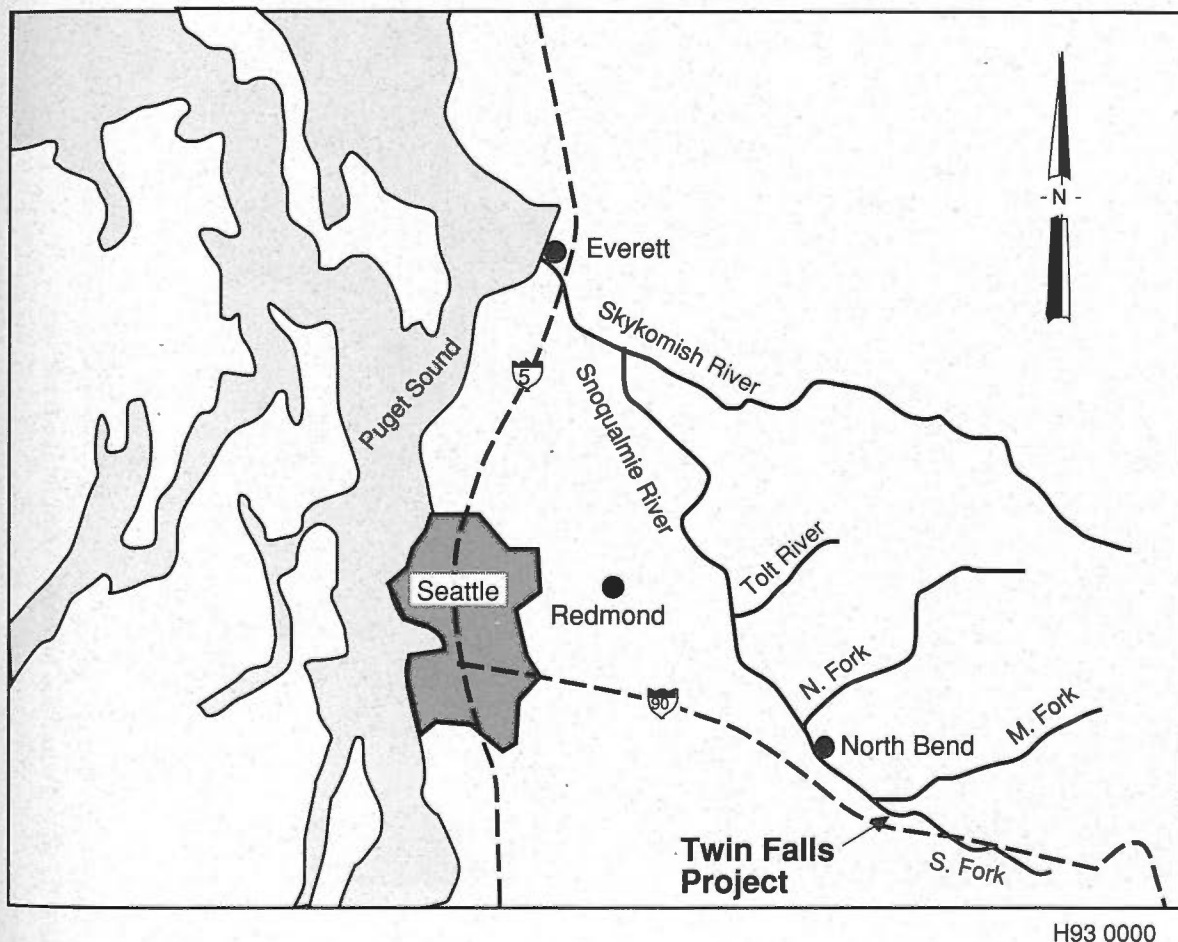 - N -
Everett
Skykomish River
Puget Sound
5
Snoqualmie River
Tolt River
Seattle
Redmond
N. Fork
90
M. Fork
North Bend
Twin Falls
Project
S. Fork
H93 0000